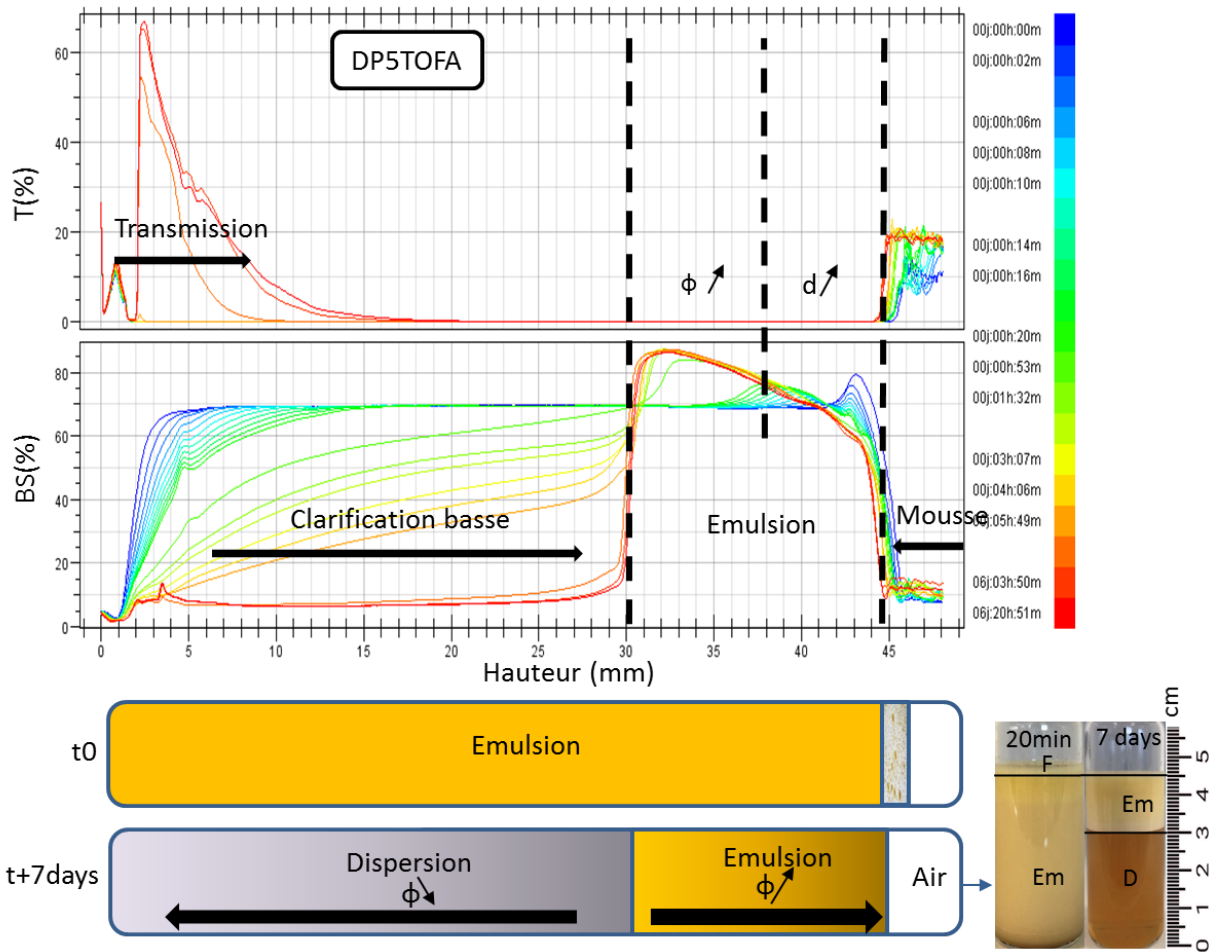 DP5TOFA
T(%)
60
40
20
0
Transmission
ϕ ↗
d ↗
BS(%)
80
60
40
20
0
Clarification basse
Emulsion
Mousse
0 5 10 15 20 25 30 35 40 45
Hauteur (mm)
00j:00h:00m
00j:00h:02m
00j:00h:06m
00j:00h:08m
00j:00h:10m
00j:00h:14m
00j:00h:16m
00j:00h:20m
00j:00h:53m
00j:01h:32m
00j:03h:07m
00j:04h:06m
00j:05h:49m
06j:03h:50m
06j:20h:51m
t0
Emulsion
t+7days
Dispersion
ϕ↘
Emulsion
ϕ↗
Air
20min
F
Em
7 days
Em
D
cm
5
4
3
2
1
0